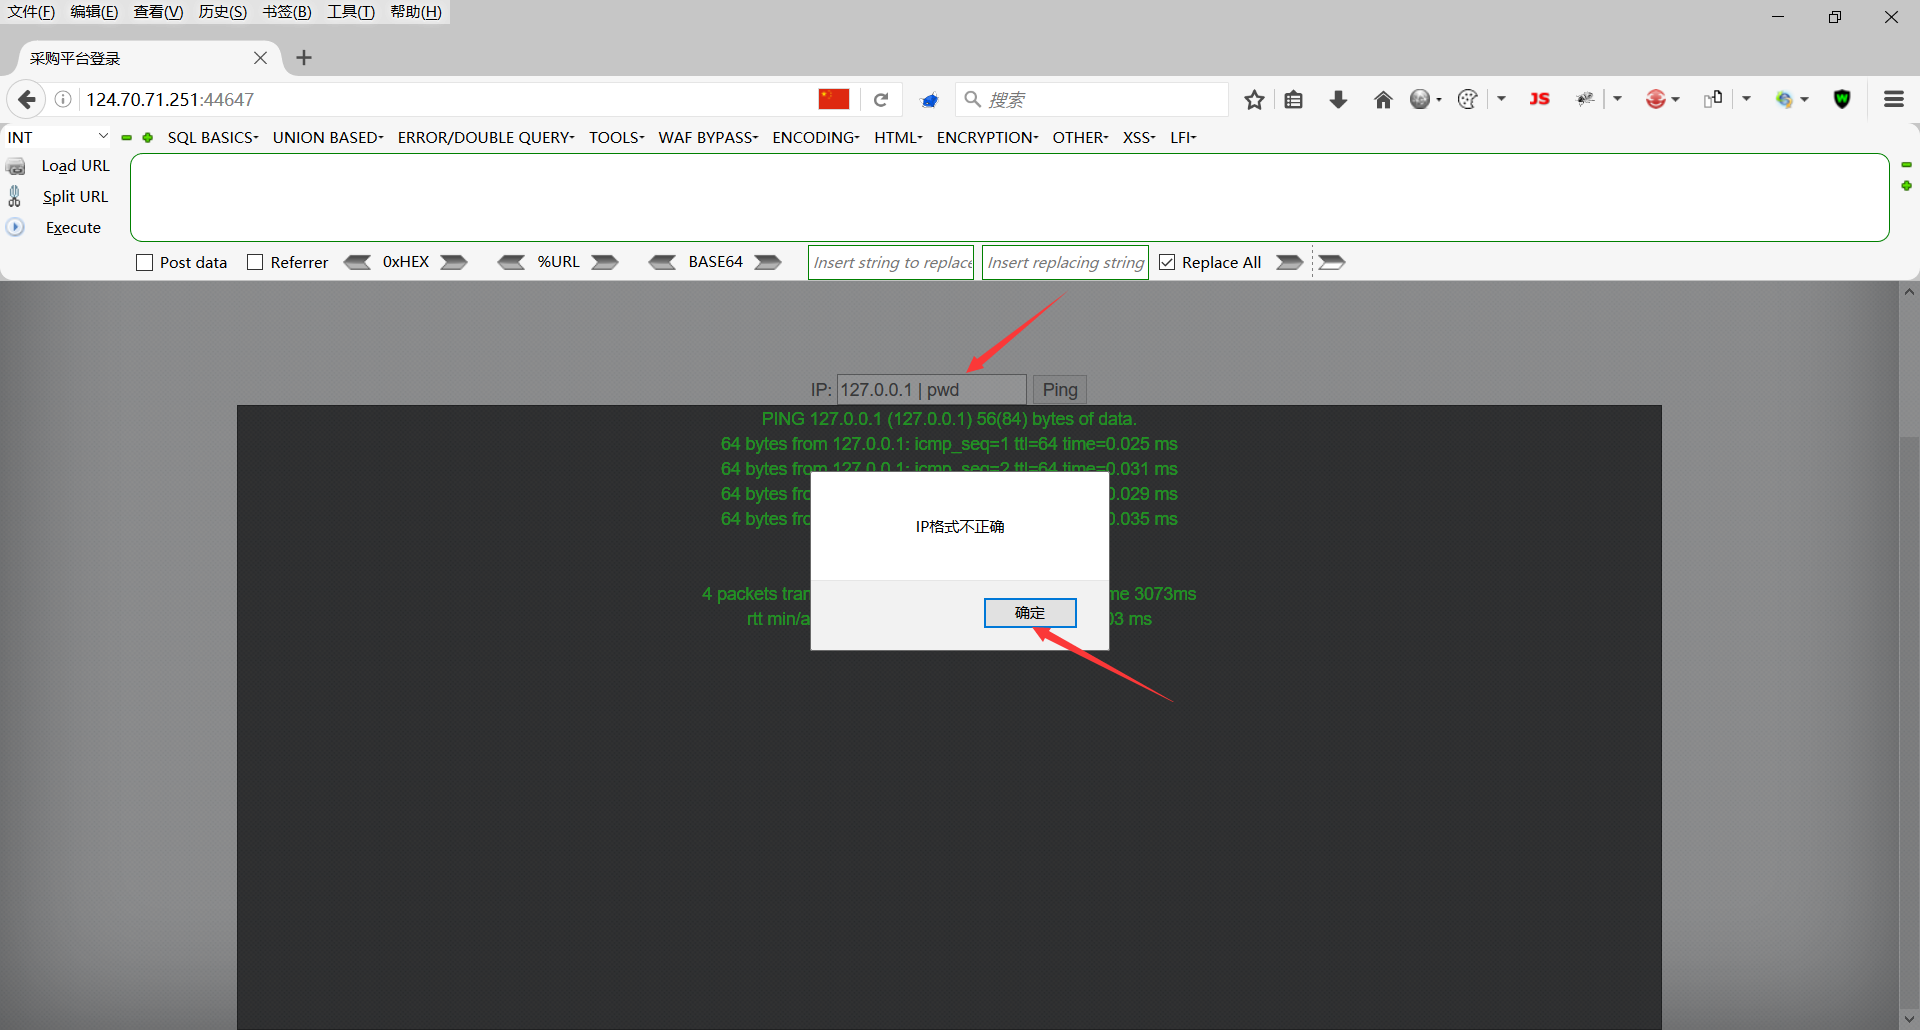 文件(F) 编辑(E) 查看(V) 历史(S) 书签(B) 工具(T) 帮助(H)
采购平台登录
124.70.71.251:44647
搜索
JS
W
INT
SQL BASICS
UNION BASED
ERROR/DOUBLE QUERY
TOOLS
WAF BYPASS
ENCODING
HTML
ENCRYPTION
OTHER
XSS
LFI
Load URL
Split URL
Execute
Post data
Referrer
0xHEX
%URL
BASE64
Insert string to replace
Insert replacing string
Replace All
IP: 127.0.0.1 | pwd Ping
PING 127.0.0.1 (127.0.0.1) 56(84) bytes of data.
64 bytes from 127.0.0.1: icmp_seq=1 ttl=64 time=0.025 ms
64 bytes from 127.0.0.1: icmp_seq=2 ttl=64 time=0.031 ms
64 bytes fro 0.029 ms
64 bytes fro 0.035 ms
IP格式不正确
4 packets tran me 3073ms
确定
rtt min/a 03 ms